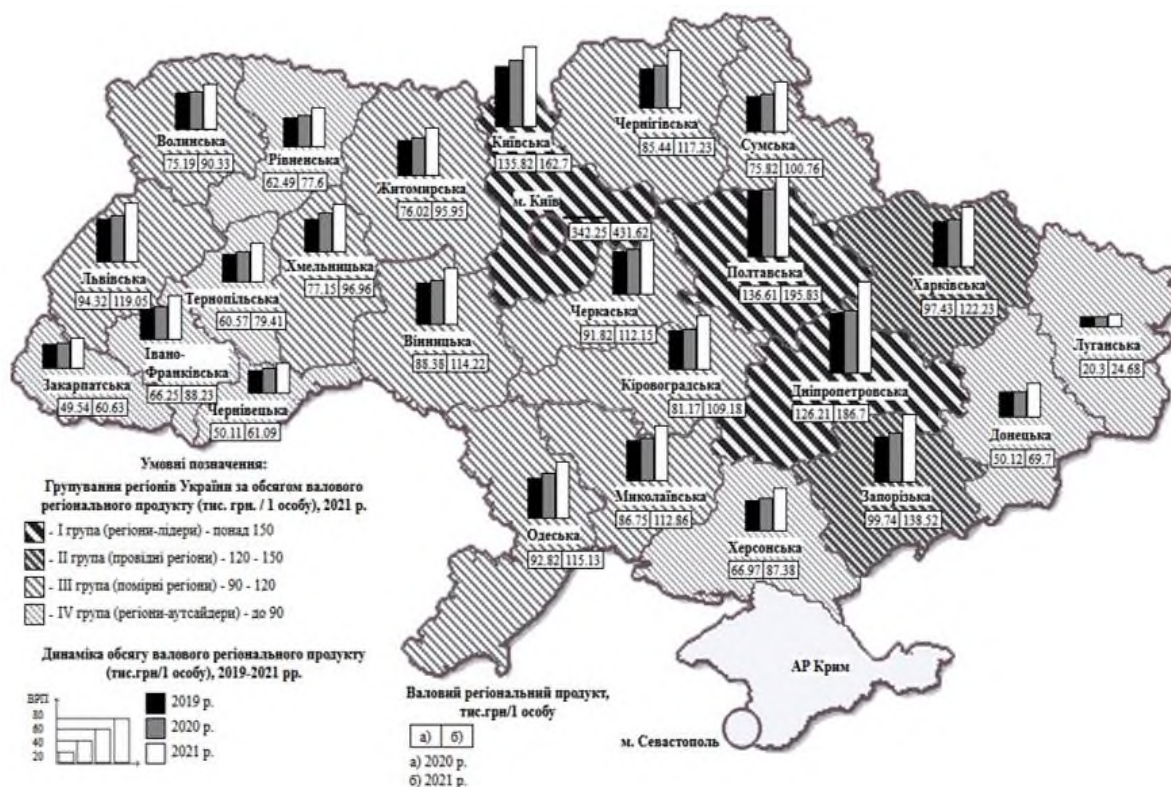 Волинська
75.19 90.33
Рівненська
62.49 77.6
Житомирська
76.02 95.95
Київська
135.82 162.7
м. Київ
342.25 431.62
Чернігівська
85.44 117.23
Сумська
75.82 100.76
Львівська
94.32 119.05
Тернопільська
60.57 79.41
Хмельницька
77.15 96.96
Вінницька
88.38 114.22
Черкаська
91.82 112.15
Полтавська
136.61 195.83
Харківська
97.43 122.23
Луганська
20.3 24.68
Закарпатська
49.54 60.63
Івано-
Франківська
66.25 88.23
Чернівецька
50.11 61.09
Кіровоградська
81.17 109.18
Дніпропетровська
126.21 186.7
Донецька
50.12 69.7
Одеська
92.82 115.13
Миколаївська
86.75 112.86
Херсонська
66.97 87.38
Запорізька
99.74 138.52
АР Крим
м. Севастополь
Умовні позначення:
Групування регіонів України за обсягом валового
регіонального продукту (тис. грн. / 1 особу), 2021 р.
- I група (регіони-лідери) - понад 150
- II група (провідні регіони) - 120 - 150
- III група (помірні регіони) - 90 - 120
- IV група (регіони-аутсайдери) - до 90
Динаміка обсягу валового регіонального продукту
(тис.грн/1 особу), 2019-2021 рр.
ВРП
80
60
40
20
2019 р.
2020 р.
2021 р.
Валовий регіональний продукт,
тис.грн/1 особу
а) б)
а) 2020 р.
б) 2021 р.